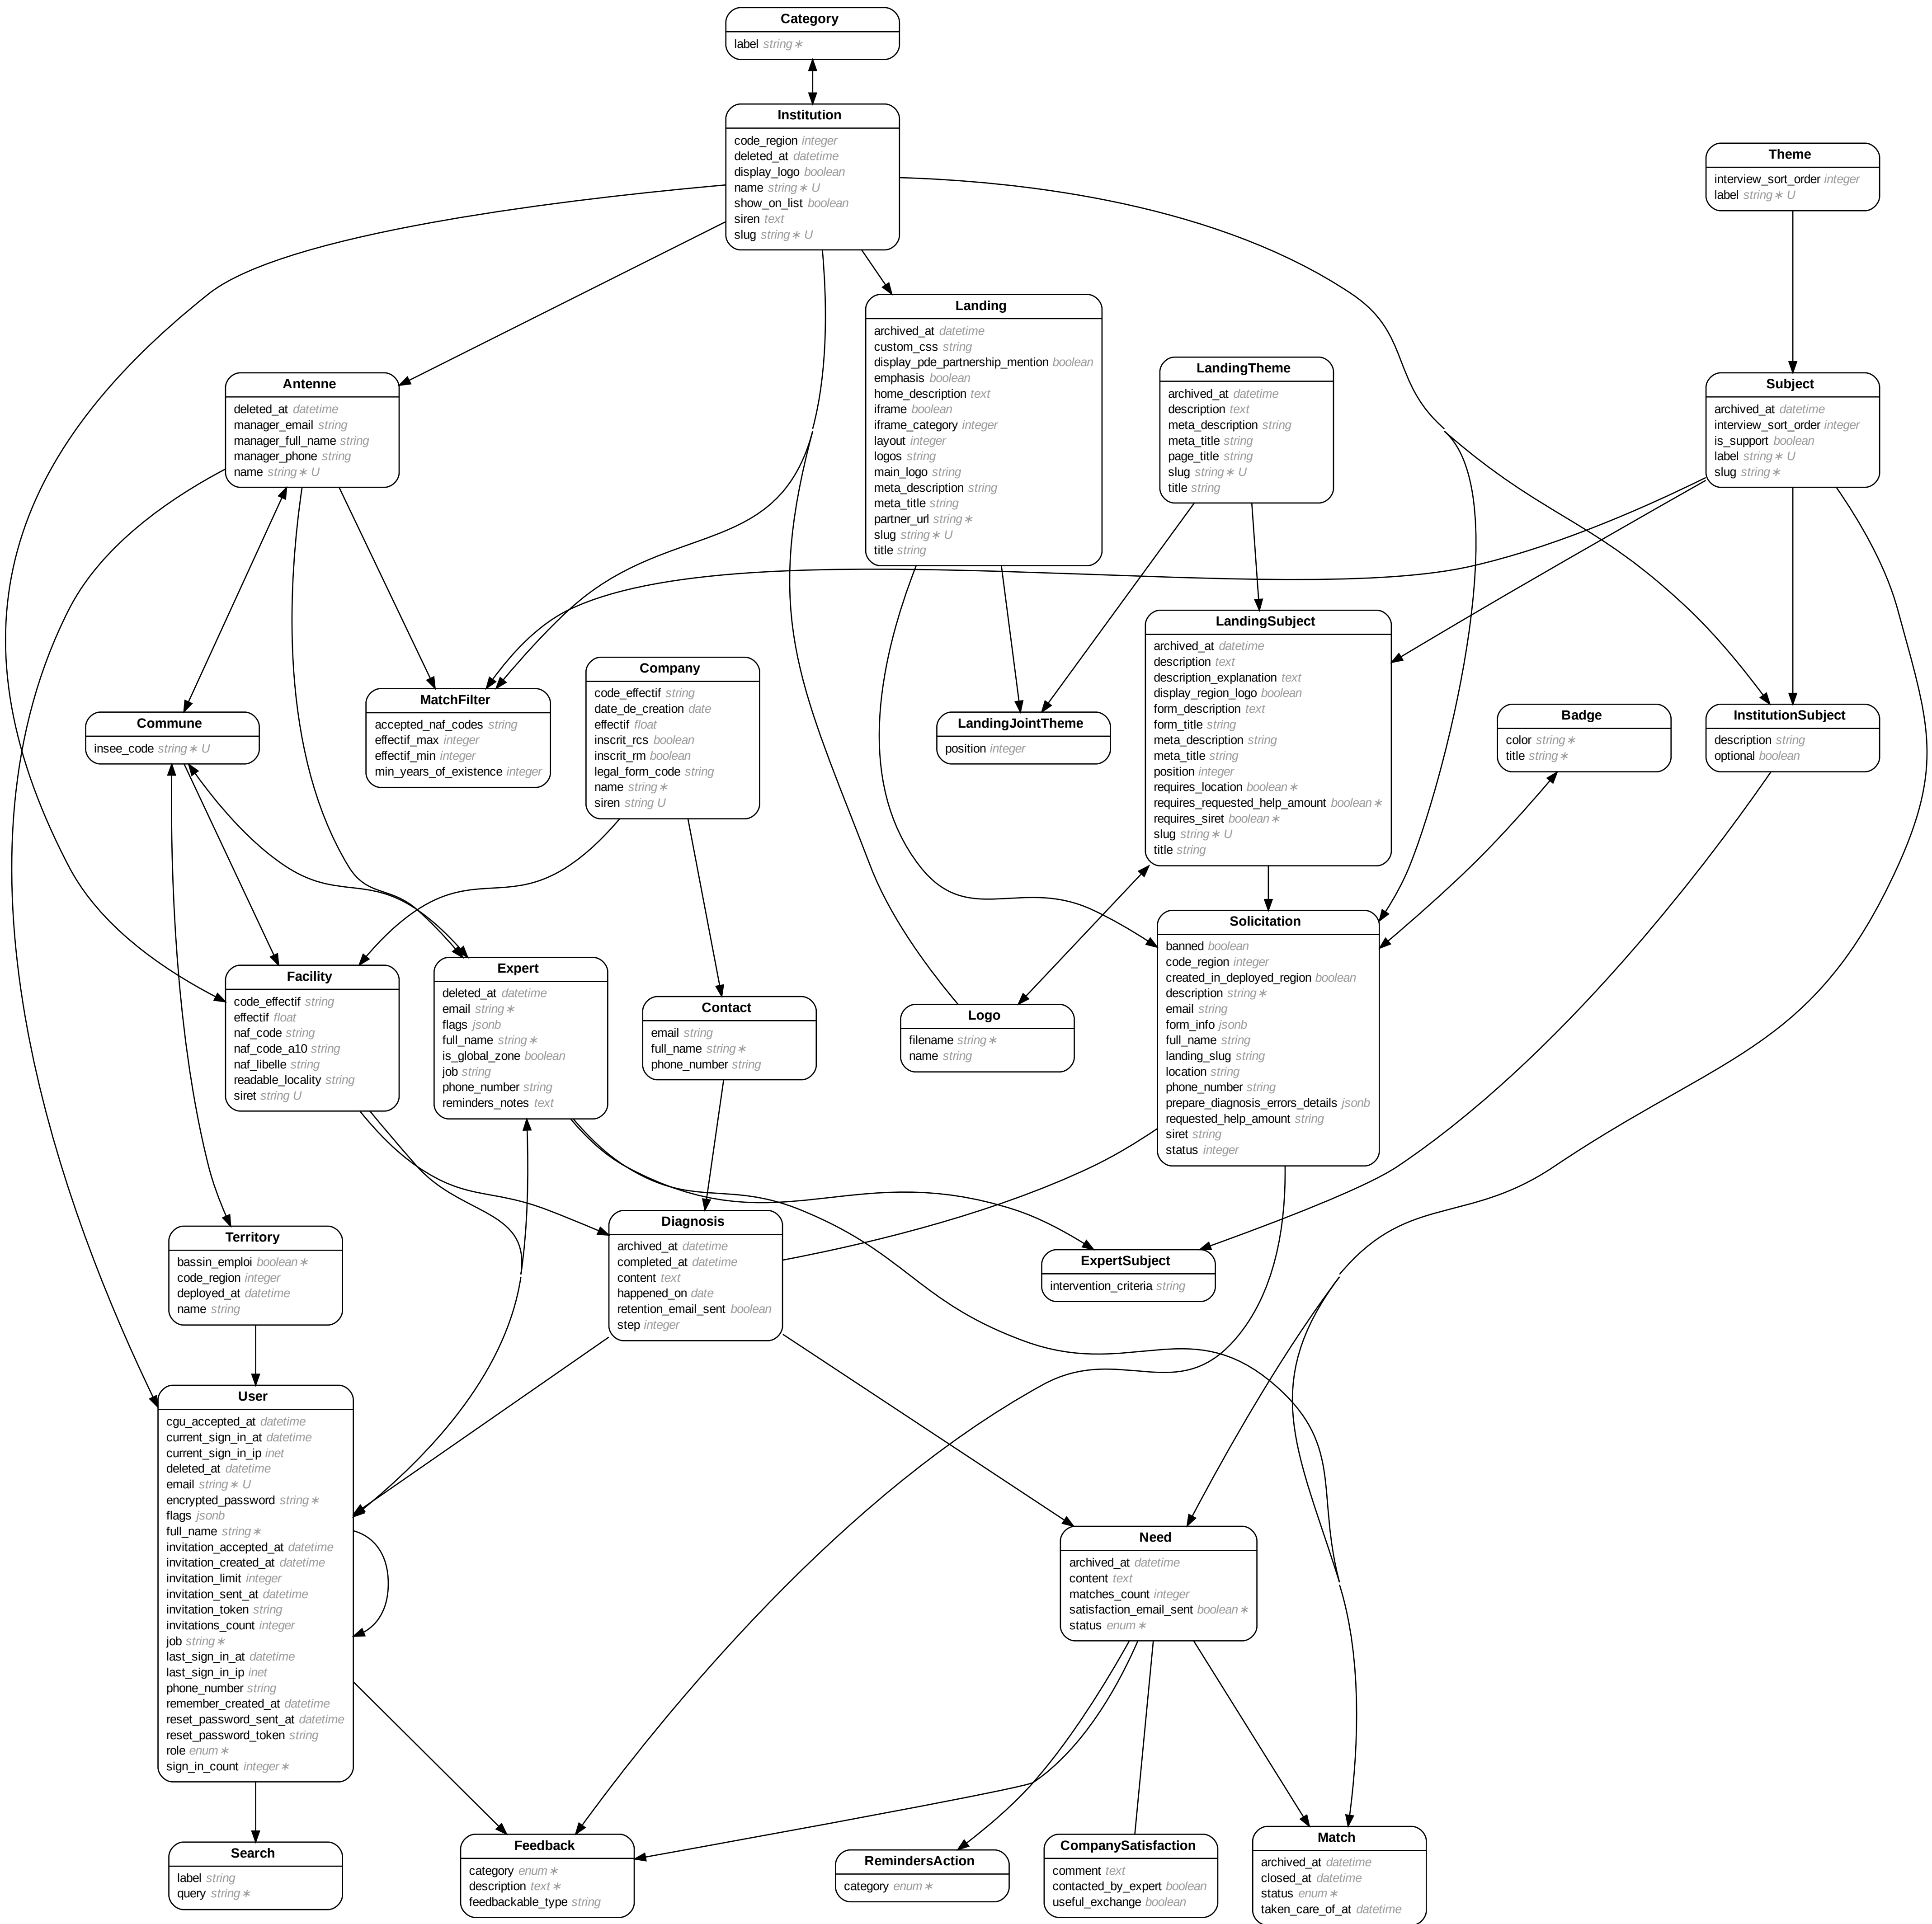 Category
label string∗
Institution
code_region integer
deleted_at datetime
display_logo boolean
name string∗ U
show_on_list boolean
siren text
slug string∗ U
Theme
interview_sort_order integer
label string∗ U
Landing
archived_at datetime
custom_css string
display_pde_partnership_mention boolean
emphasis boolean
home_description text
iframe boolean
iframe_category integer
layout integer
logos string
main_logo string
meta_description string
meta_title string
partner_url string∗
slug string∗ U
title string
LandingTheme
archived_at datetime
description text
meta_description string
meta_title string
page_title string
slug string∗ U
title string
Antenne
deleted_at datetime
manager_email string
manager_full_name string
manager_phone string
name string∗ U
Subject
archived_at datetime
interview_sort_order integer
is_support boolean
label string∗ U
slug string∗
LandingSubject
archived_at datetime
description text
description_explanation text
display_region_logo boolean
form_description text
form_title string
meta_description string
meta_title string
position integer
requires_location boolean∗
requires_requested_help_amount boolean∗
requires_siret boolean∗
slug string∗ U
title string
Company
code_effectif string
date_de_creation date
effectif float
inscrit_rcs boolean
inscrit_rm boolean
legal_form_code string
name string∗
siren string U
MatchFilter
accepted_naf_codes string
effectif_max integer
effectif_min integer
min_years_of_existence integer
Commune
insee_code string∗ U
LandingJointTheme
position integer
Badge
color string∗
title string∗
InstitutionSubject
description string
optional boolean
Solicitation
banned boolean
code_region integer
created_in_deployed_region boolean
description string∗
email string
form_info jsonb
full_name string
landing_slug string
location string
phone_number string
prepare_diagnosis_errors_details jsonb
requested_help_amount string
siret string
status integer
Facility
code_effectif string
effectif float
naf_code string
naf_code_a10 string
naf_libelle string
readable_locality string
siret string U
Expert
deleted_at datetime
email string∗
flags jsonb
full_name string∗
is_global_zone boolean
job string
phone_number string
reminders_notes text
Contact
email string
full_name string∗
phone_number string
Logo
filename string∗
name string
Territory
bassin_emploi boolean∗
code_region integer
deployed_at datetime
name string
Diagnosis
archived_at datetime
completed_at datetime
content text
happened_on date
retention_email_sent boolean
step integer
ExpertSubject
intervention_criteria string
User
cgu_accepted_at datetime
current_sign_in_at datetime
current_sign_in_ip inet
deleted_at datetime
email string∗ U
encrypted_password string∗
flags jsonb
full_name string∗
invitation_accepted_at datetime
invitation_created_at datetime
invitation_limit integer
invitation_sent_at datetime
invitation_token string
invitations_count integer
job string∗
last_sign_in_at datetime
last_sign_in_ip inet
phone_number string
remember_created_at datetime
reset_password_sent_at datetime
reset_password_token string
role enum∗
sign_in_count integer∗
Need
archived_at datetime
content text
matches_count integer
satisfaction_email_sent boolean∗
status enum∗
Search
label string
query string∗
Feedback
category enum∗
description text∗
feedbackable_type string
RemindersAction
category enum∗
CompanySatisfaction
comment text
contacted_by_expert boolean
useful_exchange boolean
Match
archived_at datetime
closed_at datetime
status enum∗
taken_care_of_at datetime